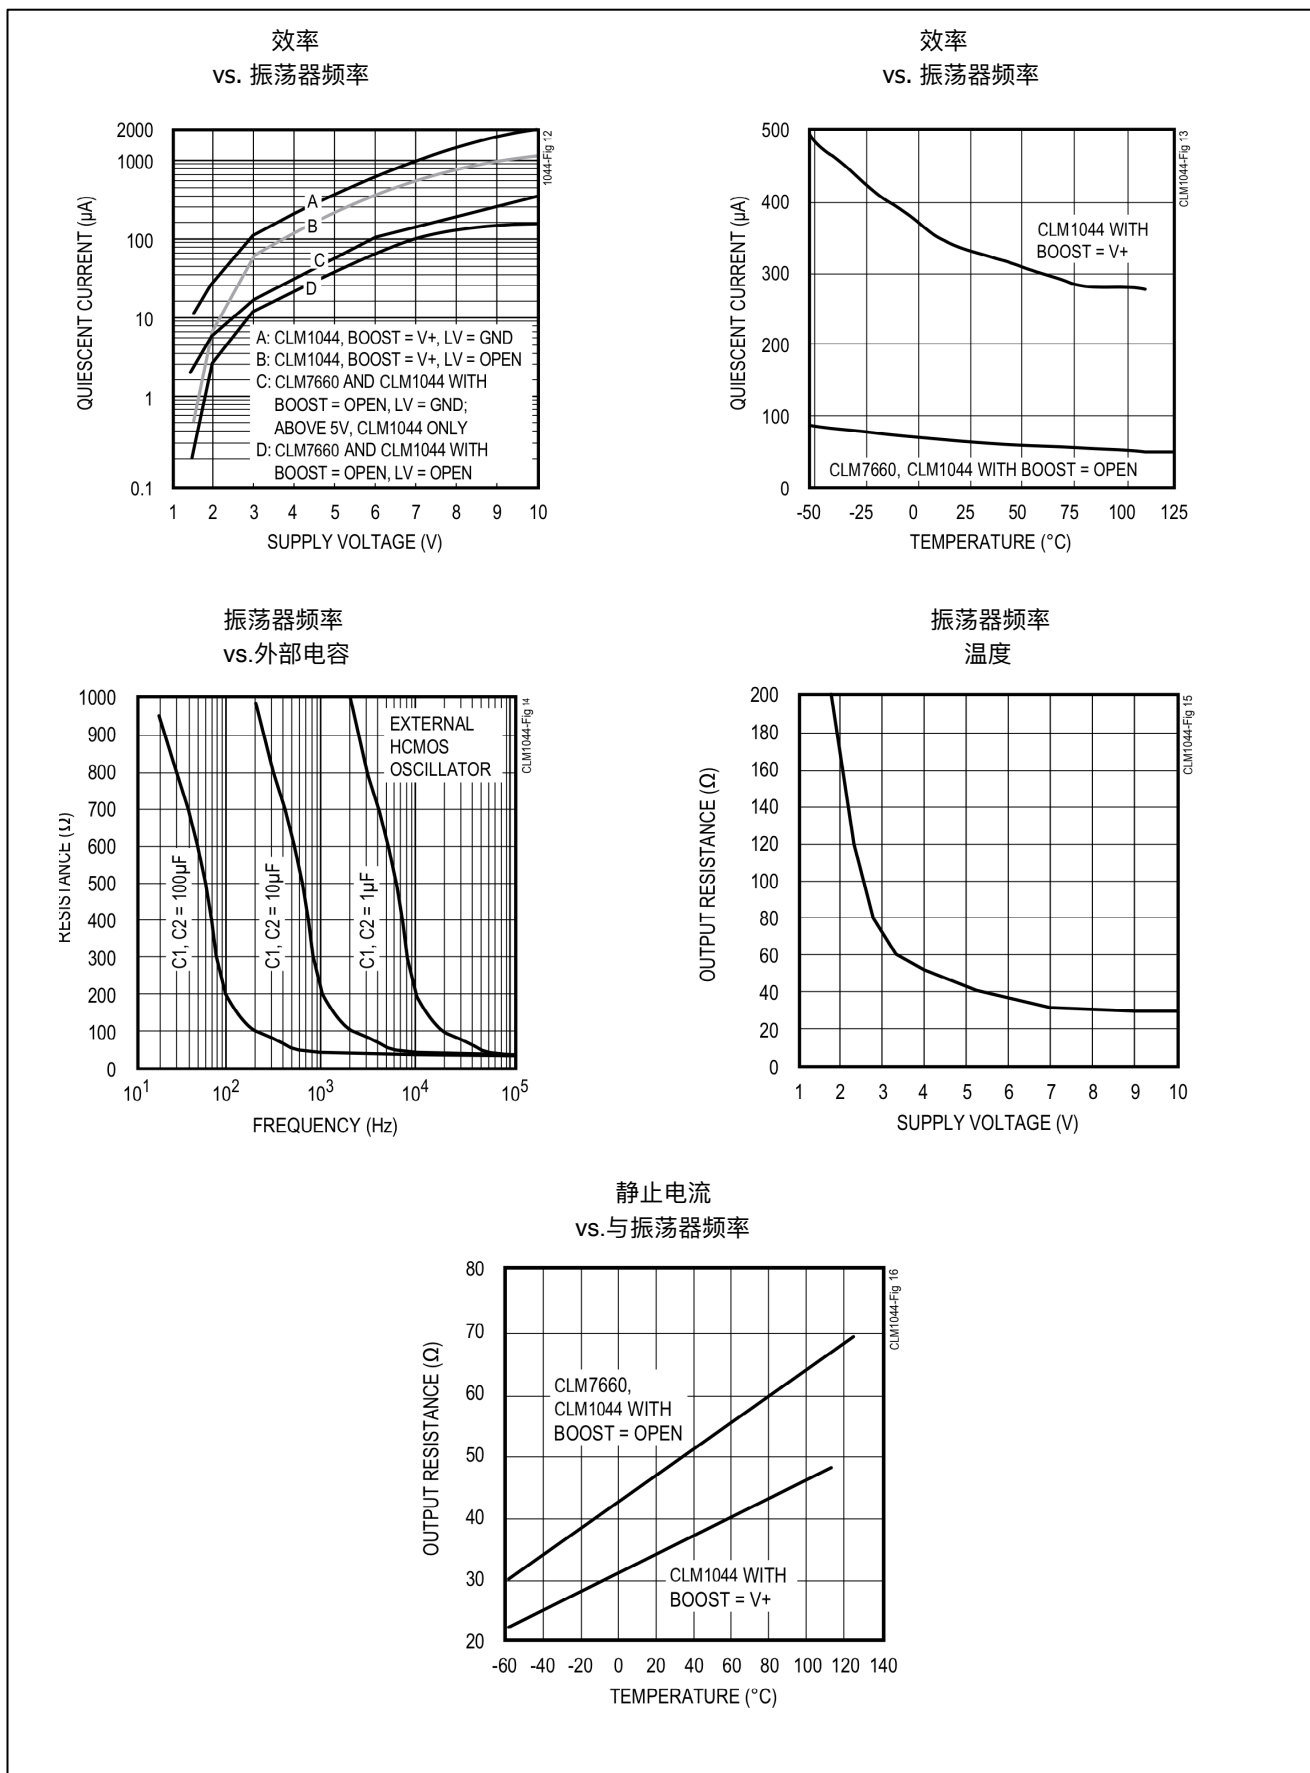 效率
vs. 振荡器频率
2000
1000
100
10
1
0.1
QUIESCENT CURRENT (µA)
A
B
C
D
A: CLM1044, BOOST = V+, LV = GND
B: CLM1044, BOOST = V+, LV = OPEN
C: CLM7660 AND CLM1044 WITH
BOOST = OPEN, LV = GND;
ABOVE 5V, CLM1044 ONLY
D: CLM7660 AND CLM1044 WITH
BOOST = OPEN, LV = OPEN
1 2 3 4 5 6 7 8 9 10
SUPPLY VOLTAGE (V)
1044-Fig 12
效率
vs. 振荡器频率
500
400
300
200
100
0
QUIESCENT CURRENT (µA)
CLM1044 WITH
BOOST = V+
CLM7660, CLM1044 WITH BOOST = OPEN
-50 -25 0 25 50 75 100 125
TEMPERATURE (°C)
CLM1044-Fig 13
振荡器频率
vs.外部电容
1000
900
800
700
600
500
400
300
200
100
0
RESISTANCE (Ω)
EXTERNAL
HCMOS
OSCILLATOR
C1, C2 = 100µF
C1, C2 = 10µF
C1, C2 = 1µF
10¹ 10² 10³ 10⁴ 10⁵
FREQUENCY (Hz)
CLM1044-Fig 14
振荡器频率
温度
200
180
160
140
120
100
80
60
40
20
0
OUTPUT RESISTANCE (Ω)
1 2 3 4 5 6 7 8 9 10
SUPPLY VOLTAGE (V)
CLM1044-Fig 15
静止电流
vs.与振荡器频率
80
70
60
50
40
30
20
OUTPUT RESISTANCE (Ω)
CLM7660,
CLM1044 WITH
BOOST = OPEN
CLM1044 WITH
BOOST = V+
-60 -40 -20 0 20 40 60 80 100 120 140
TEMPERATURE (°C)
CLM1044-Fig 16